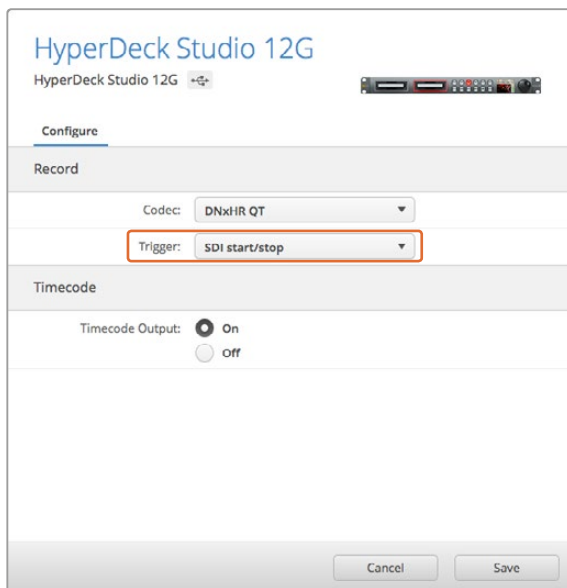 HyperDeck Studio 12G
HyperDeck Studio 12G
Configure
Record
Codec: DNxHR QT
Trigger: SDI start/stop
Timecode
Timecode Output: On
Off
Cancel Save